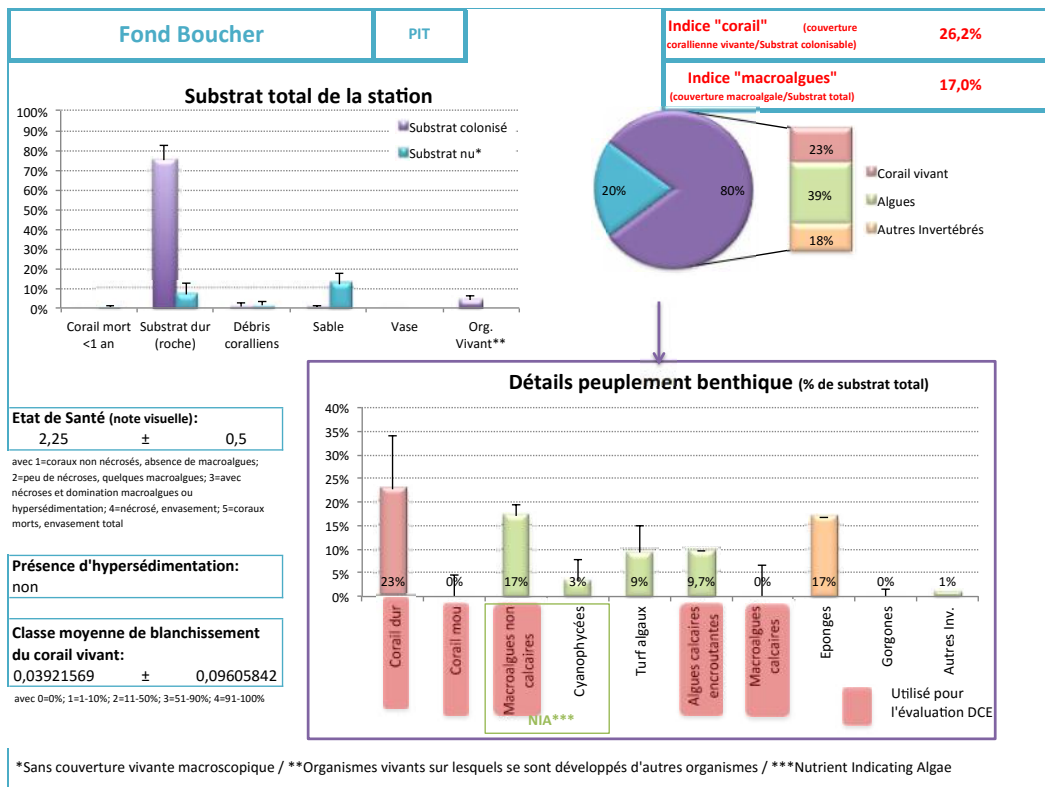 Fond Boucher
PIT
Indice "corail" (couverture
corallienne vivante/Substrat colonisable)
26,2%
Indice "macroalgues"
(couverture macroalgale/Substrat total)
17,0%
Substrat total de la station
100%
90%
80%
70%
60%
50%
40%
30%
20%
10%
0%
Substrat colonisé
Substrat nu*
Corail mort
<1 an
Substrat dur
(roche)
Débris
coralliens
Sable
Vase
Org.
Vivant**
20%
80%
23%
39%
18%
Corail vivant
Algues
Autres Invertébrés
Etat de Santé (note visuelle):
2,25 ± 0,5
avec 1=coraux non nécrosés, absence de macroalgues;
2=peu de nécroses, quelques macroalgues; 3=avec
nécroses et domination macroalgues ou
hypersédimentation; 4=nécrosé, envasement; 5=coraux
morts, envasement total
Présence d'hypersédimentation:
non
Classe moyenne de blanchissement
du corail vivant:
0,03921569 ± 0,09605842
avec 0=0%; 1=1-10%; 2=11-50%; 3=51-90%; 4=91-100%
Détails peuplement benthique (% de substrat total)
40%
35%
30%
25%
20%
15%
10%
5%
0%
23%
0%
17%
3%
9%
9,7%
0%
17%
0%
1%
Corail dur
Corail mou
Macroalgues non
calcaires
Cyanophycées
Turf algaux
Algues calcaires
encroutantes
Macroalgues
calcaires
Eponges
Gorgones
Autres Inv.
NIA***
Utilisé pour
l'évaluation DCE
*Sans couverture vivante macroscopique / **Organismes vivants sur lesquels se sont développés d'autres organismes / ***Nutrient Indicating Algae